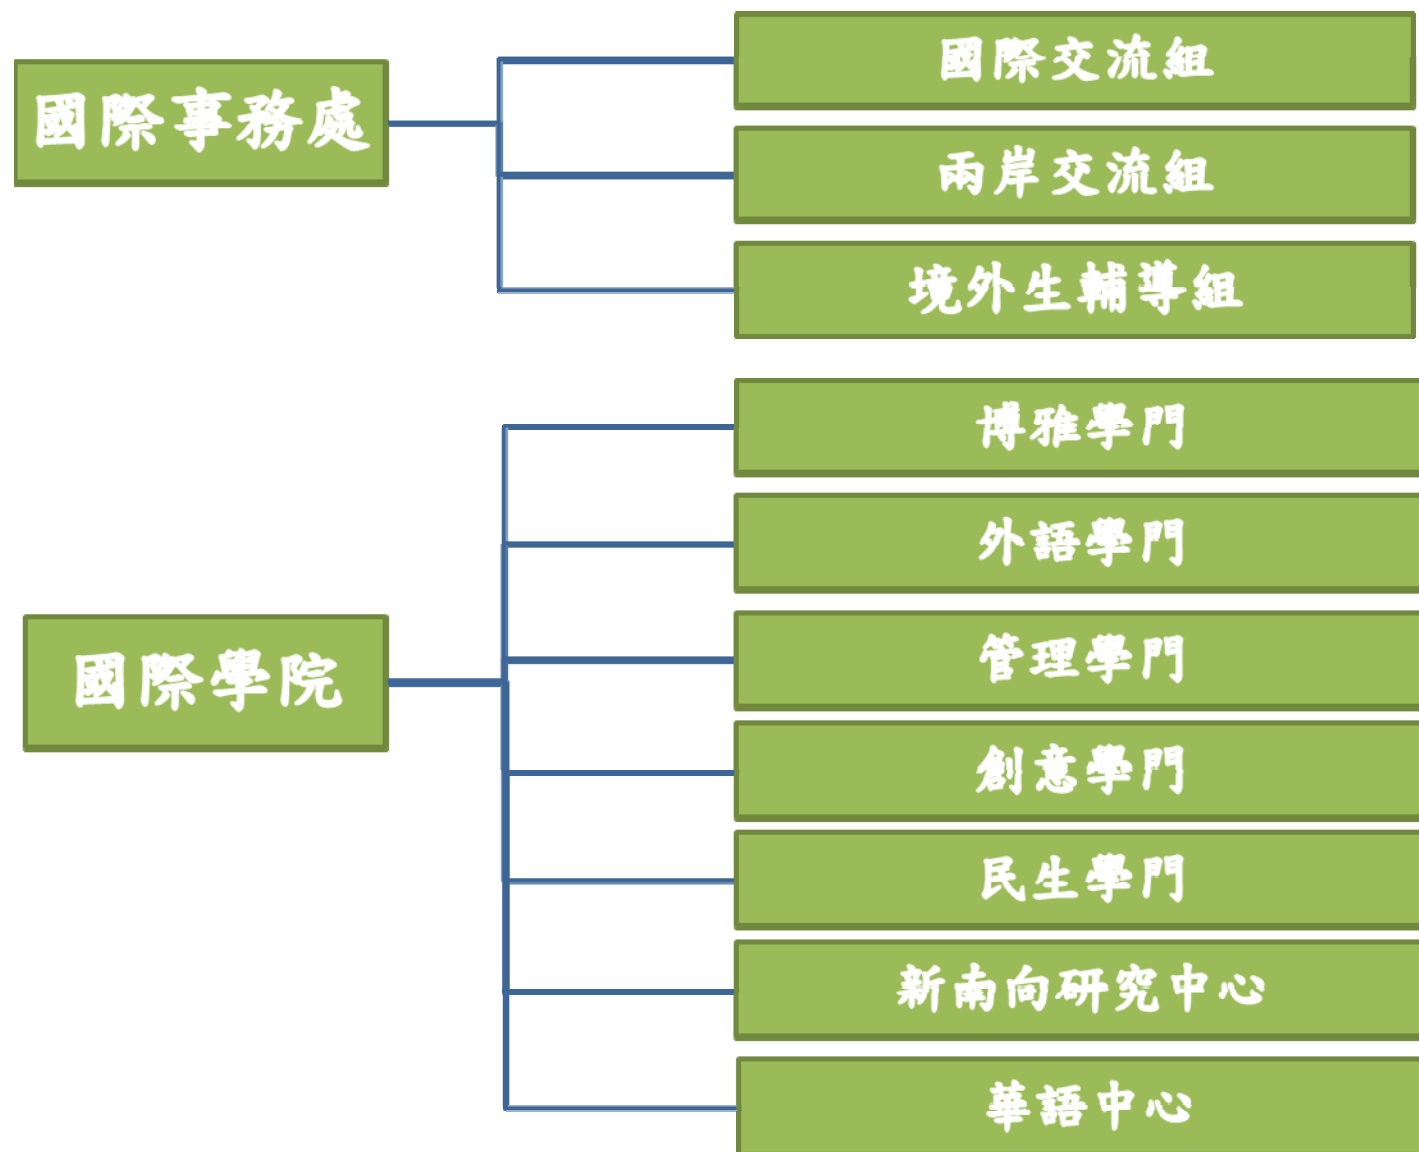 國際事務處
國際交流組
兩岸交流組
境外生輔導組
國際學院
博雅學門
外語學門
管理學門
創意學門
民生學門
新南向研究中心
華語中心